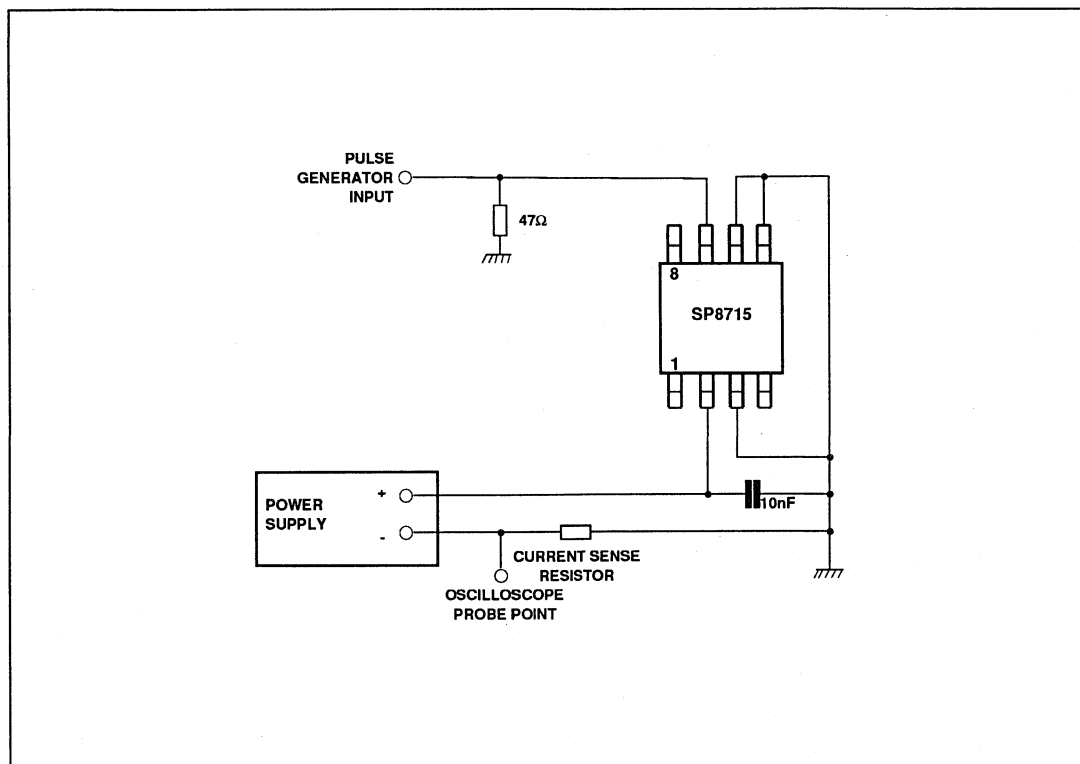 PULSE
GENERATOR
INPUT
47Ω
8
SP8715
1
POWER
SUPPLY
+
-
10nF
CURRENT SENSE
RESISTOR
OSCILLOSCOPE
PROBE POINT